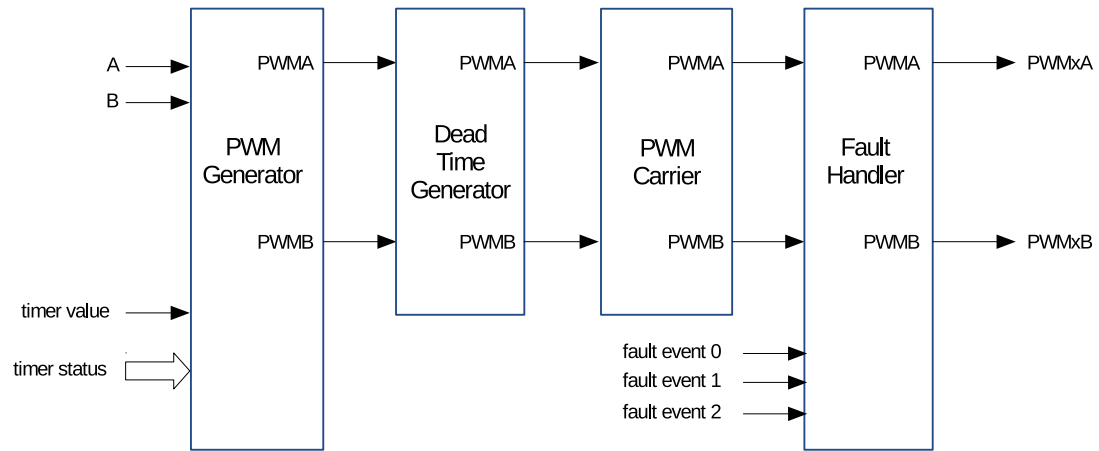 A
B
PWMA
PWMA
PWMA
PWMA
PWMxA
PWM
Generator
Dead
Time
Generator
PWM
Carrier
Fault
Handler
PWMB
PWMB
PWMB
PWMB
PWMxB
timer value
timer status
fault event 0
fault event 1
fault event 2